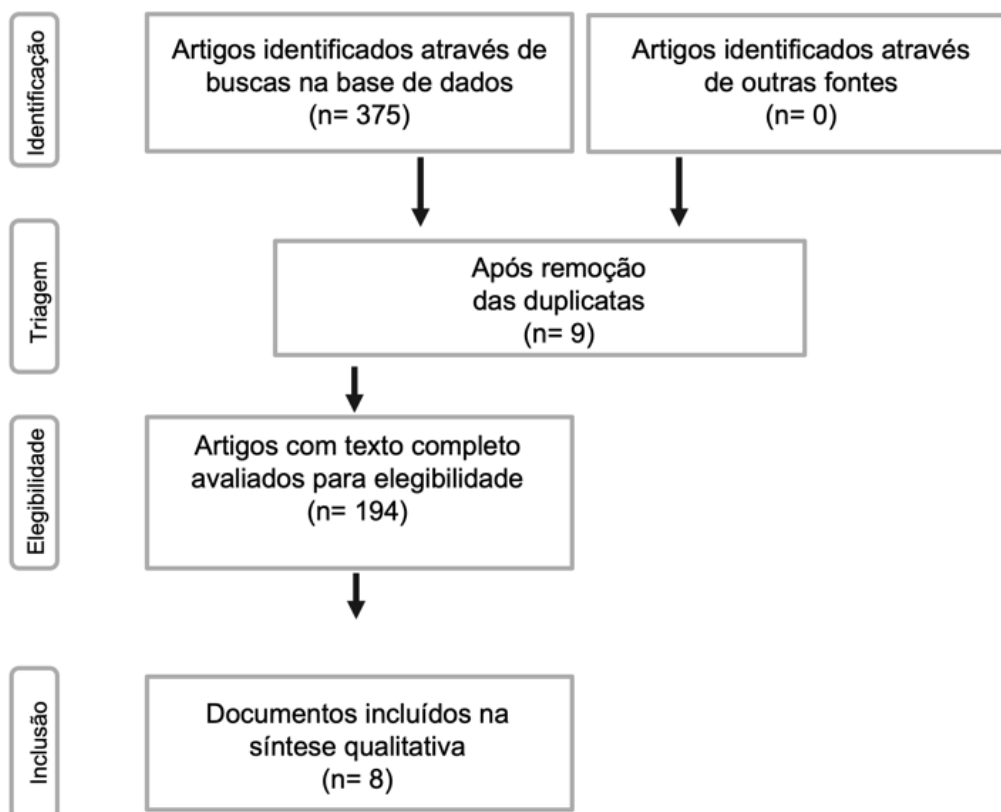 Identificação
Artigos identificados através de
buscas na base de dados
(n= 375)
Artigos identificados através
de outras fontes
(n= 0)
Triagem
Após remoção
das duplicatas
(n= 9)
Elegibilidade
Artigos com texto completo
avaliados para elegibilidade
(n= 194)
Inclusão
Documentos incluídos na
síntese qualitativa
(n= 8)